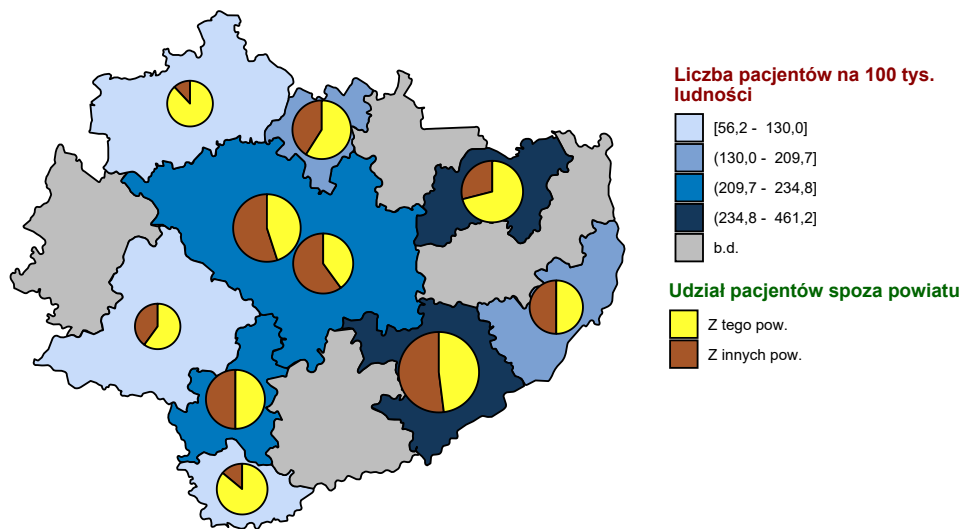 Liczba pacjentów na 100 tys.
ludności
[56,2 - 130,0]
(130,0 - 209,7]
(209,7 - 234,8]
(234,8 - 461,2]
b.d.
Udział pacjentów spoza powiatu
Z tego pow.
Z innych pow.